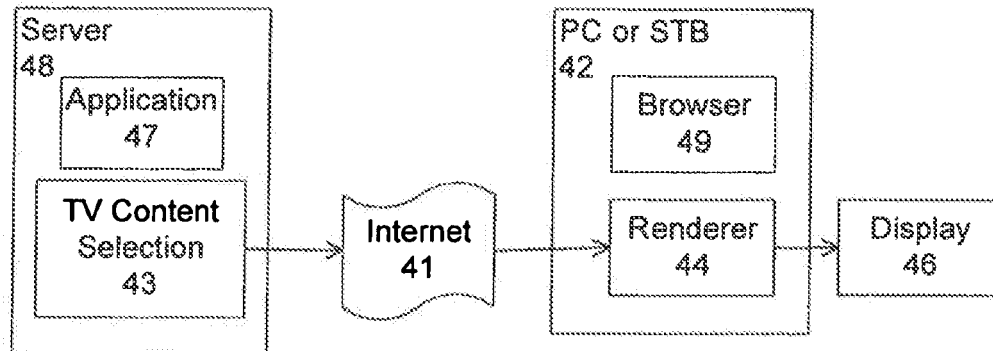 Server
48
Application
47
TV Content
Selection
43
Internet
41
PC or STB
42
Browser
49
Renderer
44
Display
46